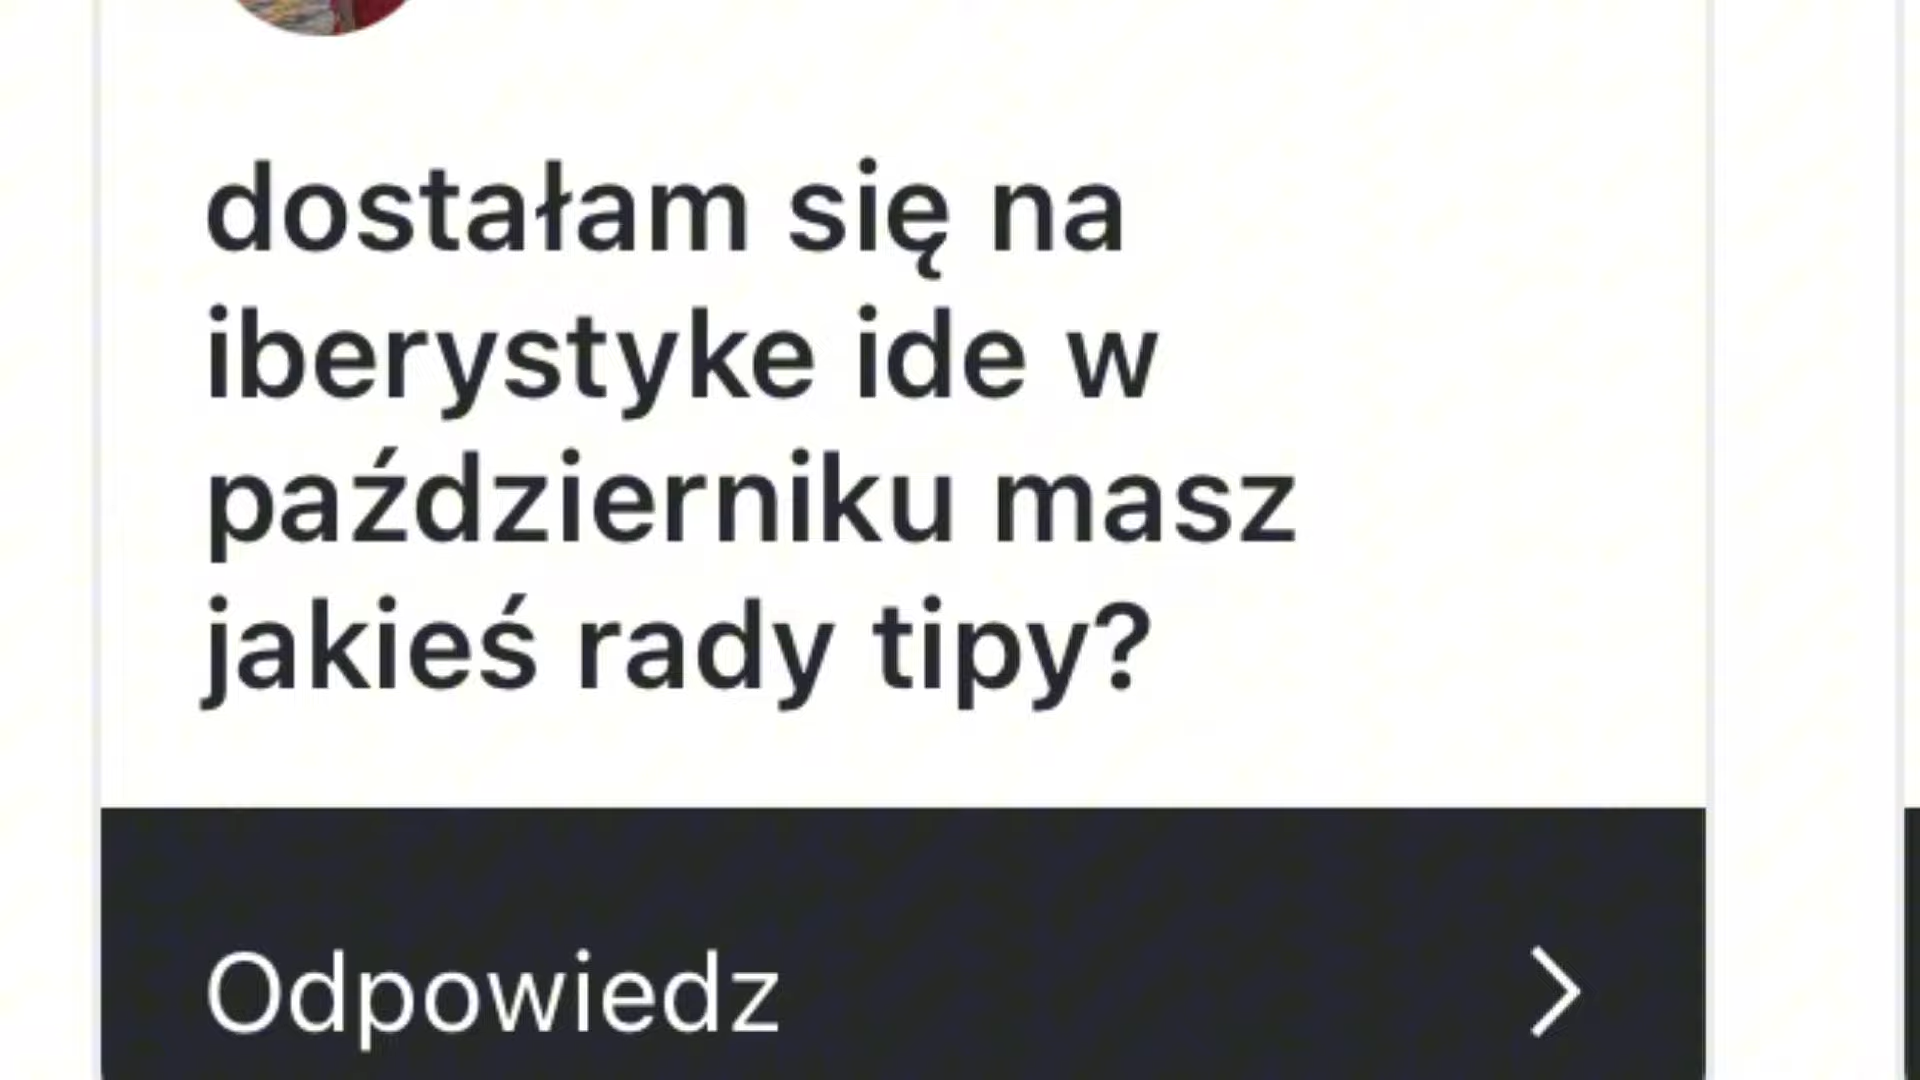 dostałam się na
iberystyke ide w
październiku masz
jakieś rady tipy?
Odpowiedz